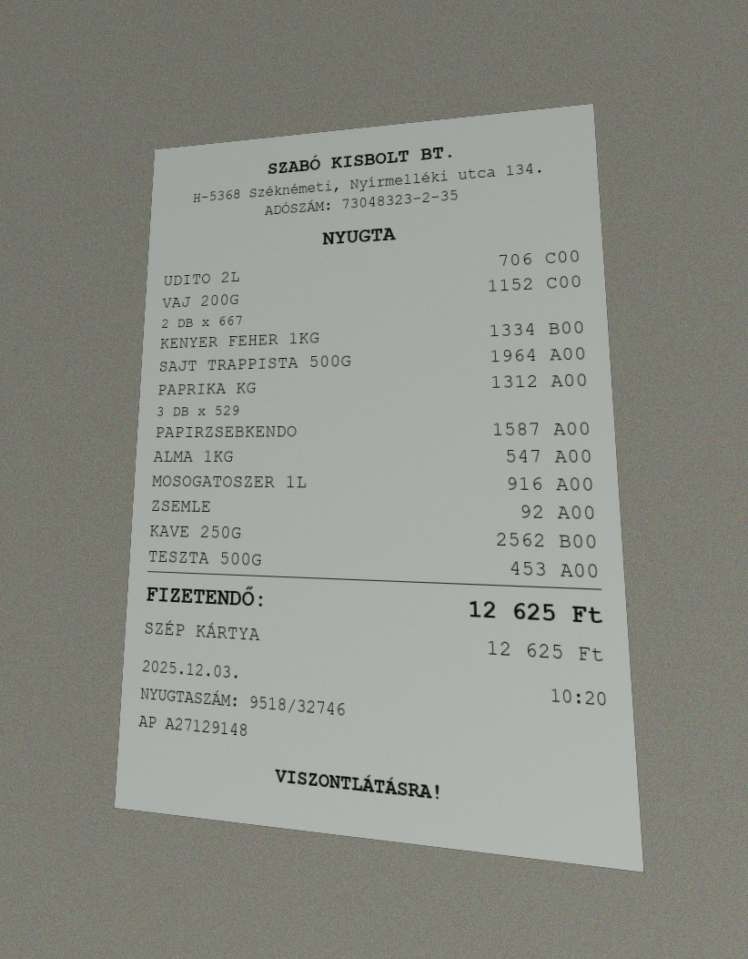 SZABÓ KISBOLT BT.
H-5368 Széknémeti, Nyírmelléki utca 134.
ADÓSZÁM: 73048323-2-35
NYUGTA
UDITO 2L 706 C00
VAJ 200G 1152 C00
2 DB x 667
KENYER FEHER 1KG 1334 B00
SAJT TRAPPISTA 500G 1964 A00
PAPRIKA KG 1312 A00
3 DB x 529
PAPIRZSEBKENDO 1587 A00
ALMA 1KG 547 A00
MOSOGATOSZER 1L 916 A00
ZSEMLE 92 A00
KAVE 250G 2562 B00
TESZTA 500G 453 A00
FIZETENDŐ: 12 625 Ft
SZÉP KÁRTYA 12 625 Ft
2025.12.03. 10:20
NYUGTASZÁM: 9518/32746
AP A27129148
VISZONTLÁTÁSRA!